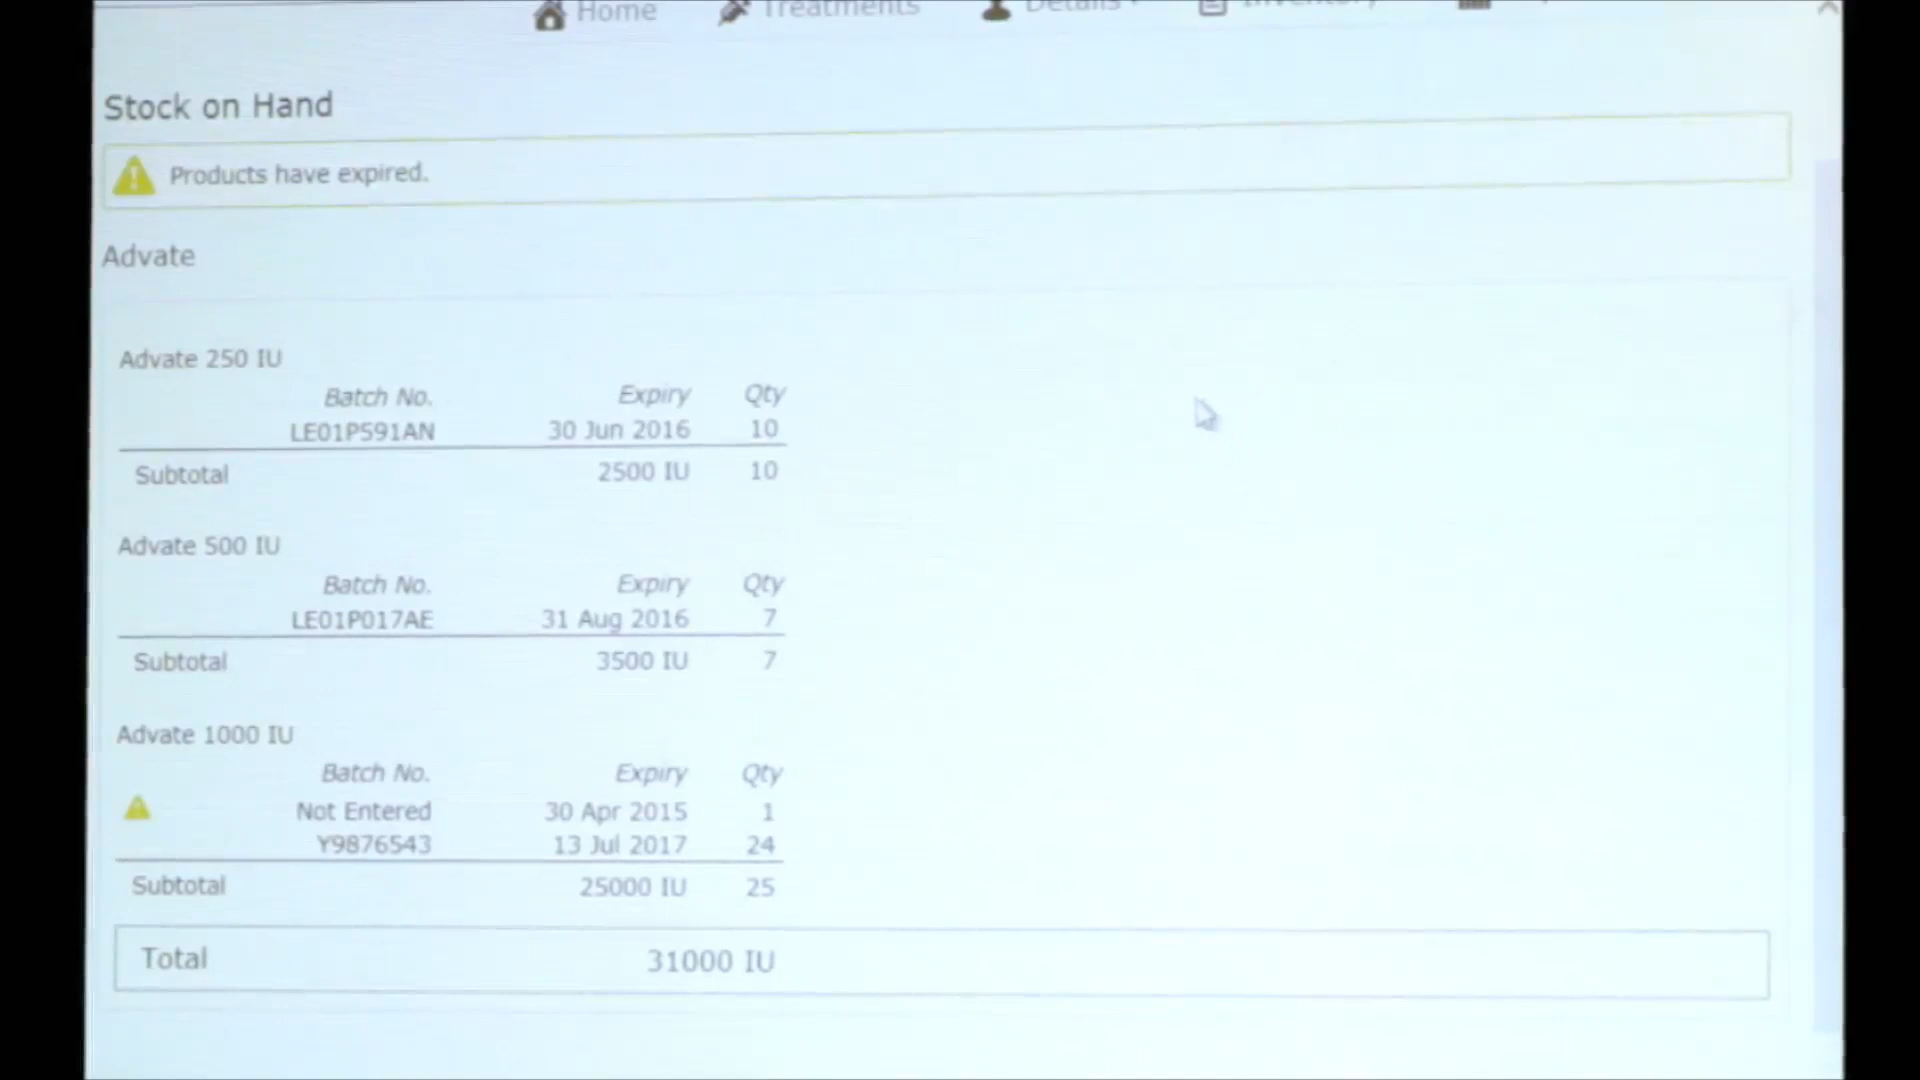 Home Treatments Details Inventory
Stock on Hand
Products have expired.
Advate
Advate 250 IU
Batch No. Expiry Qty
LE01P591AN 30 Jun 2016 10
Subtotal 2500 IU 10
Advate 500 IU
Batch No. Expiry Qty
LE01P017AE 31 Aug 2016 7
Subtotal 3500 IU 7
Advate 1000 IU
Batch No. Expiry Qty
Not Entered 30 Apr 2015 1
Y9876543 13 Jul 2017 24
Subtotal 25000 IU 25
Total 31000 IU